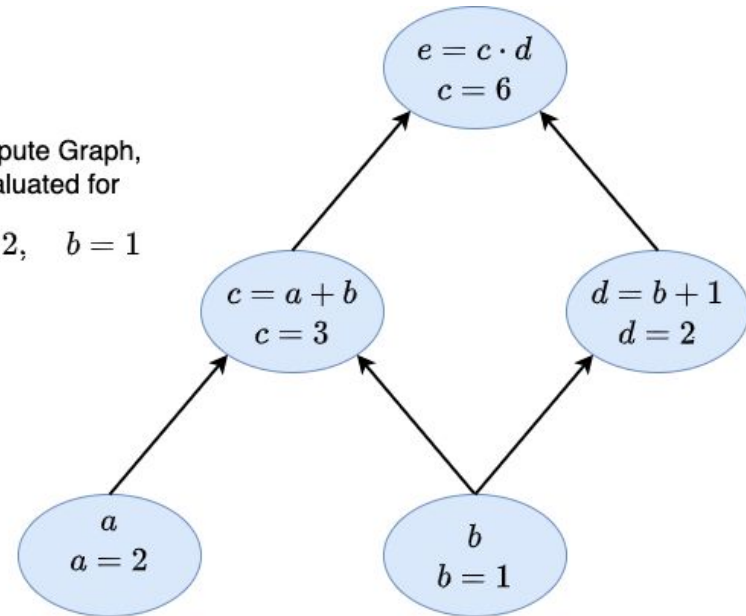 e = c · d
c = 6
pute Graph,
aluated for
2, b = 1
c = a + b
c = 3
d = b + 1
d = 2
a
a = 2
b
b = 1